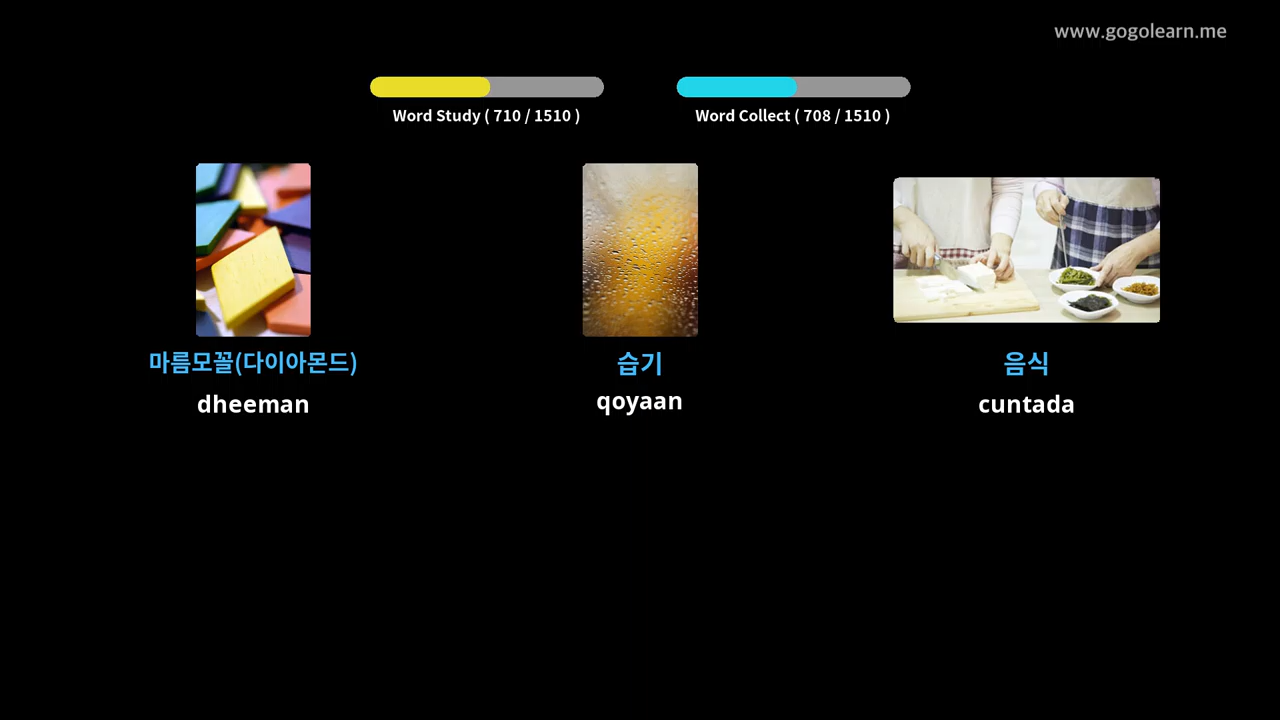 www.gogolearn.me
Word Study ( 710 / 1510 )
Word Collect ( 708 / 1510 )
마름모꼴(다이아몬드)
dheeman
습기
qoyaan
음식
cuntada